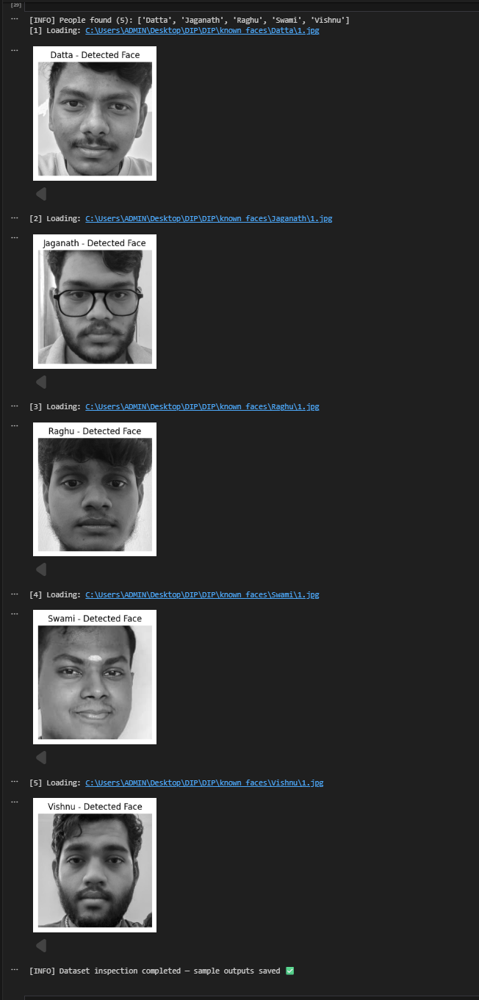 [29]
[INFO] People found (5): ['Datta', 'Jaganath', 'Raghu', 'Swami', 'Vishnu']
[1] Loading: C:\Users\ADMIN\Desktop\DIP\DIP\known_faces\Datta\1.jpg
Datta - Detected Face
[2] Loading: C:\Users\ADMIN\Desktop\DIP\DIP\known_faces\Jaganath\1.jpg
Jaganath - Detected Face
[3] Loading: C:\Users\ADMIN\Desktop\DIP\DIP\known_faces\Raghu\1.jpg
Raghu - Detected Face
[4] Loading: C:\Users\ADMIN\Desktop\DIP\DIP\known_faces\Swami\1.jpg
Swami - Detected Face
[5] Loading: C:\Users\ADMIN\Desktop\DIP\DIP\known_faces\Vishnu\1.jpg
Vishnu - Detected Face
[INFO] Dataset inspection completed — sample outputs saved ✅